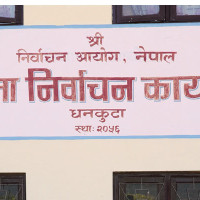 श्री
निर्वाचन आयोग, नेपाल
निर्वाचन
धनकुटा
स्थाः २०५६